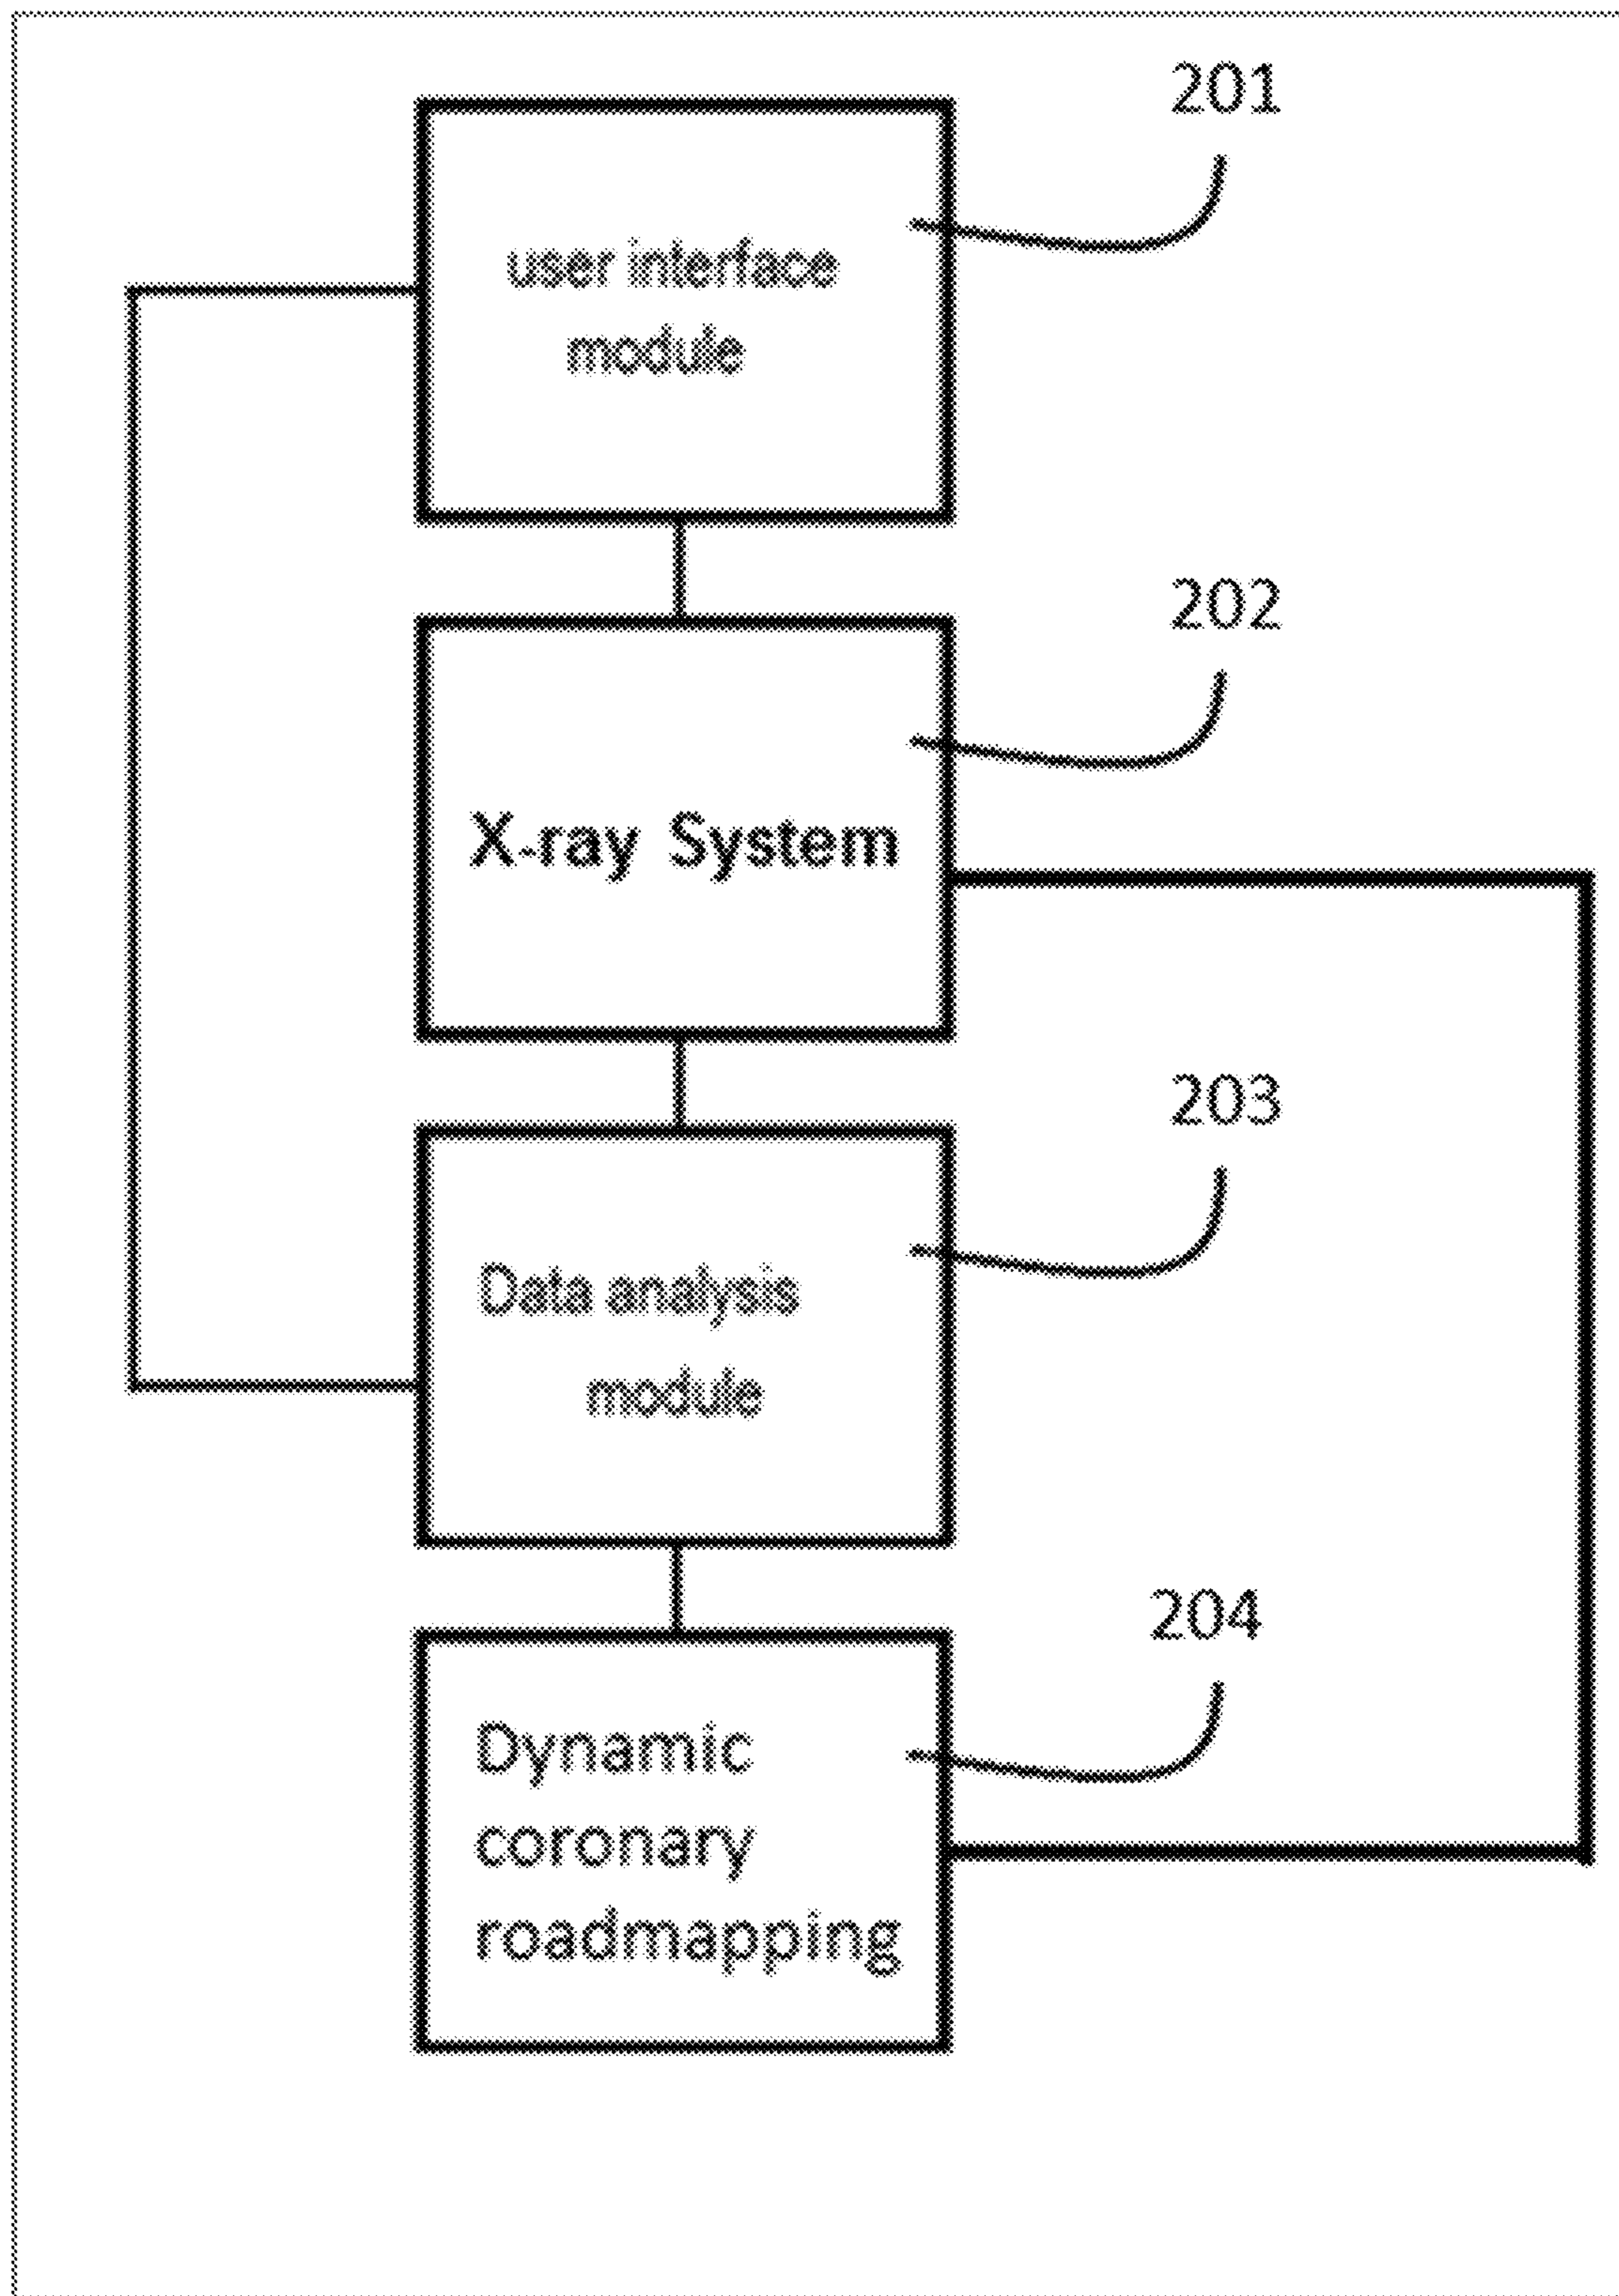 201
user interface
module
202
X-ray System
203
Data analysis
module
204
Dynamic
coronary
roadmapping